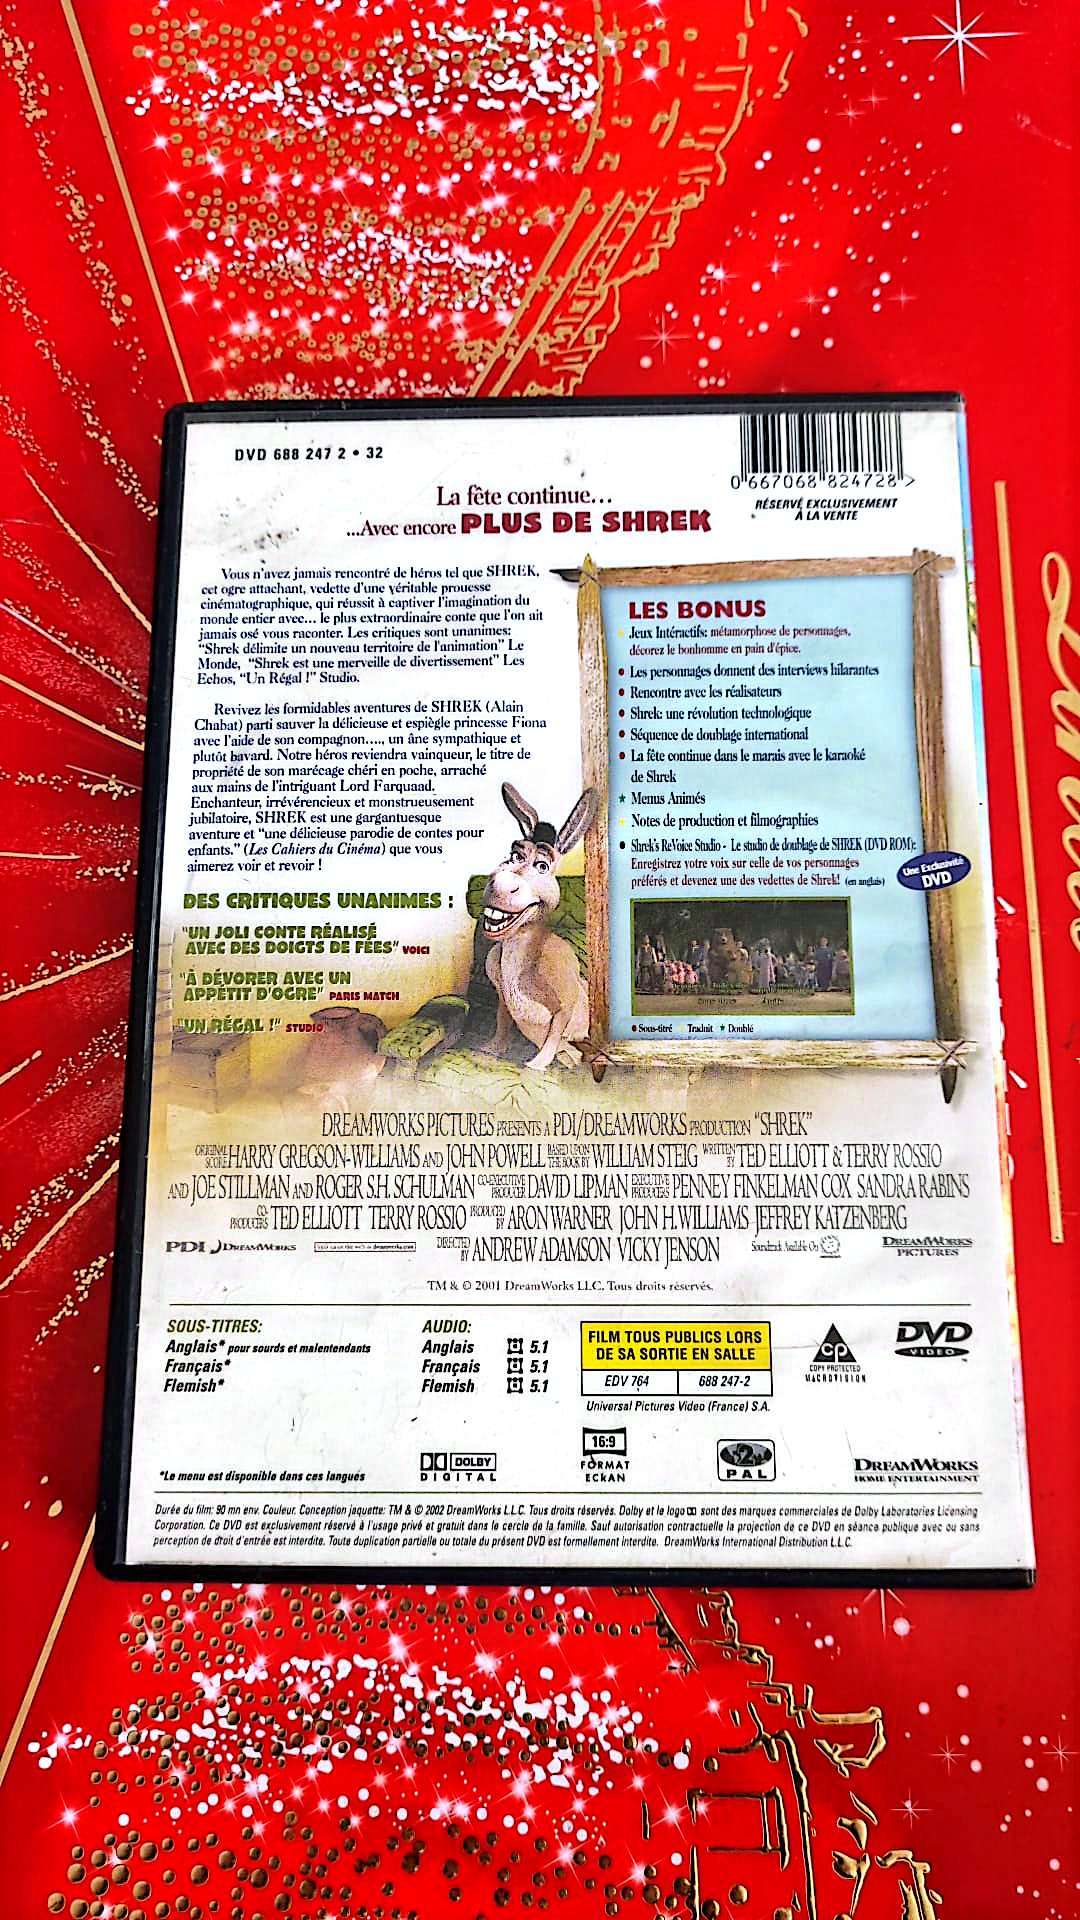 DVD 688 247 2 • 32
0 667068 824728 >
RÉSERVÉ EXCLUSIVEMENT
À LA VENTE
La fête continue...
...Avec encore PLUS DE SHREK
Vous n'avez jamais rencontré de héros tel que SHREK,
cet ogre attachant, vedette d'une véritable prouesse
cinématographique, qui réussit à captiver l'imagination du
monde entier avec... le plus extraordinaire conte que l'on ait
jamais osé vous raconter. Les critiques sont unanimes:
"Shrek délimite un nouveau territoire de l'animation" Le
Monde, "Shrek est une merveille de divertissement" Les
Echos, "Un Régal !" Studio.
Revivez les formidables aventures de SHREK (Alain
Chabat) parti sauver la délicieuse et espiègle princesse Fiona
avec l'aide de son compagnon...., un âne sympathique et
plutôt bavard. Notre héros reviendra vainqueur, le titre de
propriété de son marécage chéri en poche, arraché
aux mains de l'intriguant Lord Farquaad.
Enchanteur, irrévérencieux et monstrueusement
jubilatoire, SHREK est une gargantuesque
aventure et "une délicieuse parodie de contes pour
enfants." (Les Cahiers du Cinéma) que vous
aimerez voir et revoir !
DES CRITIQUES UNANIMES :
"UN JOLI CONTE RÉALISÉ
AVEC DES DOIGTS DE FÉES" VOICI
"À DÉVORER AVEC UN
APPÉTIT D'OGRE" PARIS MATCH
"UN RÉGAL !" STUDIO
LES BONUS
Jeux Intéractifs: métamorphose de personnages,
décorez le bonhomme en pain d'épice.
• Les personnages donnent des interviews hilarantes
• Rencontre avec les réalisateurs
• Shrek: une révolution technologique
• Séquence de doublage international
• La fête continue dans le marais avec le karaoké
de Shrek
★ Menus Animés
Notes de production et filmographies
• Shrek's ReVoice Studio - Le studio de doublage de SHREK (DVD ROM):
Enregistrez votre voix sur celle de vos personnages
préférés et devenez une des vedettes de Shrek! (en anglais)
Une Exclusivité
DVD
• Sous-titré Traduit ★ Doublé
DREAMWORKS PICTURES PRESENTS A PDI/DREAMWORKS PRODUCTION "SHREK"
ORIGINAL SCORE HARRY GREGSON-WILLIAMS AND JOHN POWELL BASED UPON THE BOOK BY WILLIAM STEIG WRITTEN BY TED ELLIOTT & TERRY ROSSIO
AND JOE STILLMAN AND ROGER S.H. SCHULMAN CO-EXECUTIVE PRODUCER DAVID LIPMAN EXECUTIVE PRODUCERS PENNEY FINKELMAN COX SANDRA RABINS
CO-PRODUCERS TED ELLIOTT TERRY ROSSIO PRODUCED BY ARON WARNER JOHN H. WILLIAMS JEFFREY KATZENBERG
PDI DREAMWORKS DIRECTED BY ANDREW ADAMSON VICKY JENSON Soundtrack Available On DREAMWORKS
PICTURES
TM & © 2001 DreamWorks LLC. Tous droits réservés.
SOUS-TITRES:
Anglais* pour sourds et malentendants
Français*
Flemish*
*Le menu est disponible dans ces langues
AUDIO:
Anglais 5.1
Français 5.1
Flemish 5.1
DOLBY
DIGITAL
FILM TOUS PUBLICS LORS
DE SA SORTIE EN SALLE
EDV 764 688 247-2
Universal Pictures Video (France) S.A.
16:9
FORMAT
ECRAN
cp
COPY PROTECTED
MACROVISION
DVD
VIDEO
2
PAL
DREAMWORKS
HOME ENTERTAINMENT
Durée du film: 90 mn env. Couleur. Conception jaquette: TM & © 2002 DreamWorks L.L.C. Tous droits réservés. Dolby et le logo sont des marques commerciales de Dolby Laboratories Licensing
Corporation. Ce DVD est exclusivement réservé à l'usage privé et gratuit dans le cercle de la famille. Sauf autorisation contractuelle la projection de ce DVD en séance publique avec ou sans
perception de droit d'entrée est interdite. Toute duplication partielle ou totale du présent DVD est formellement interdite. DreamWorks International Distribution L.L.C.